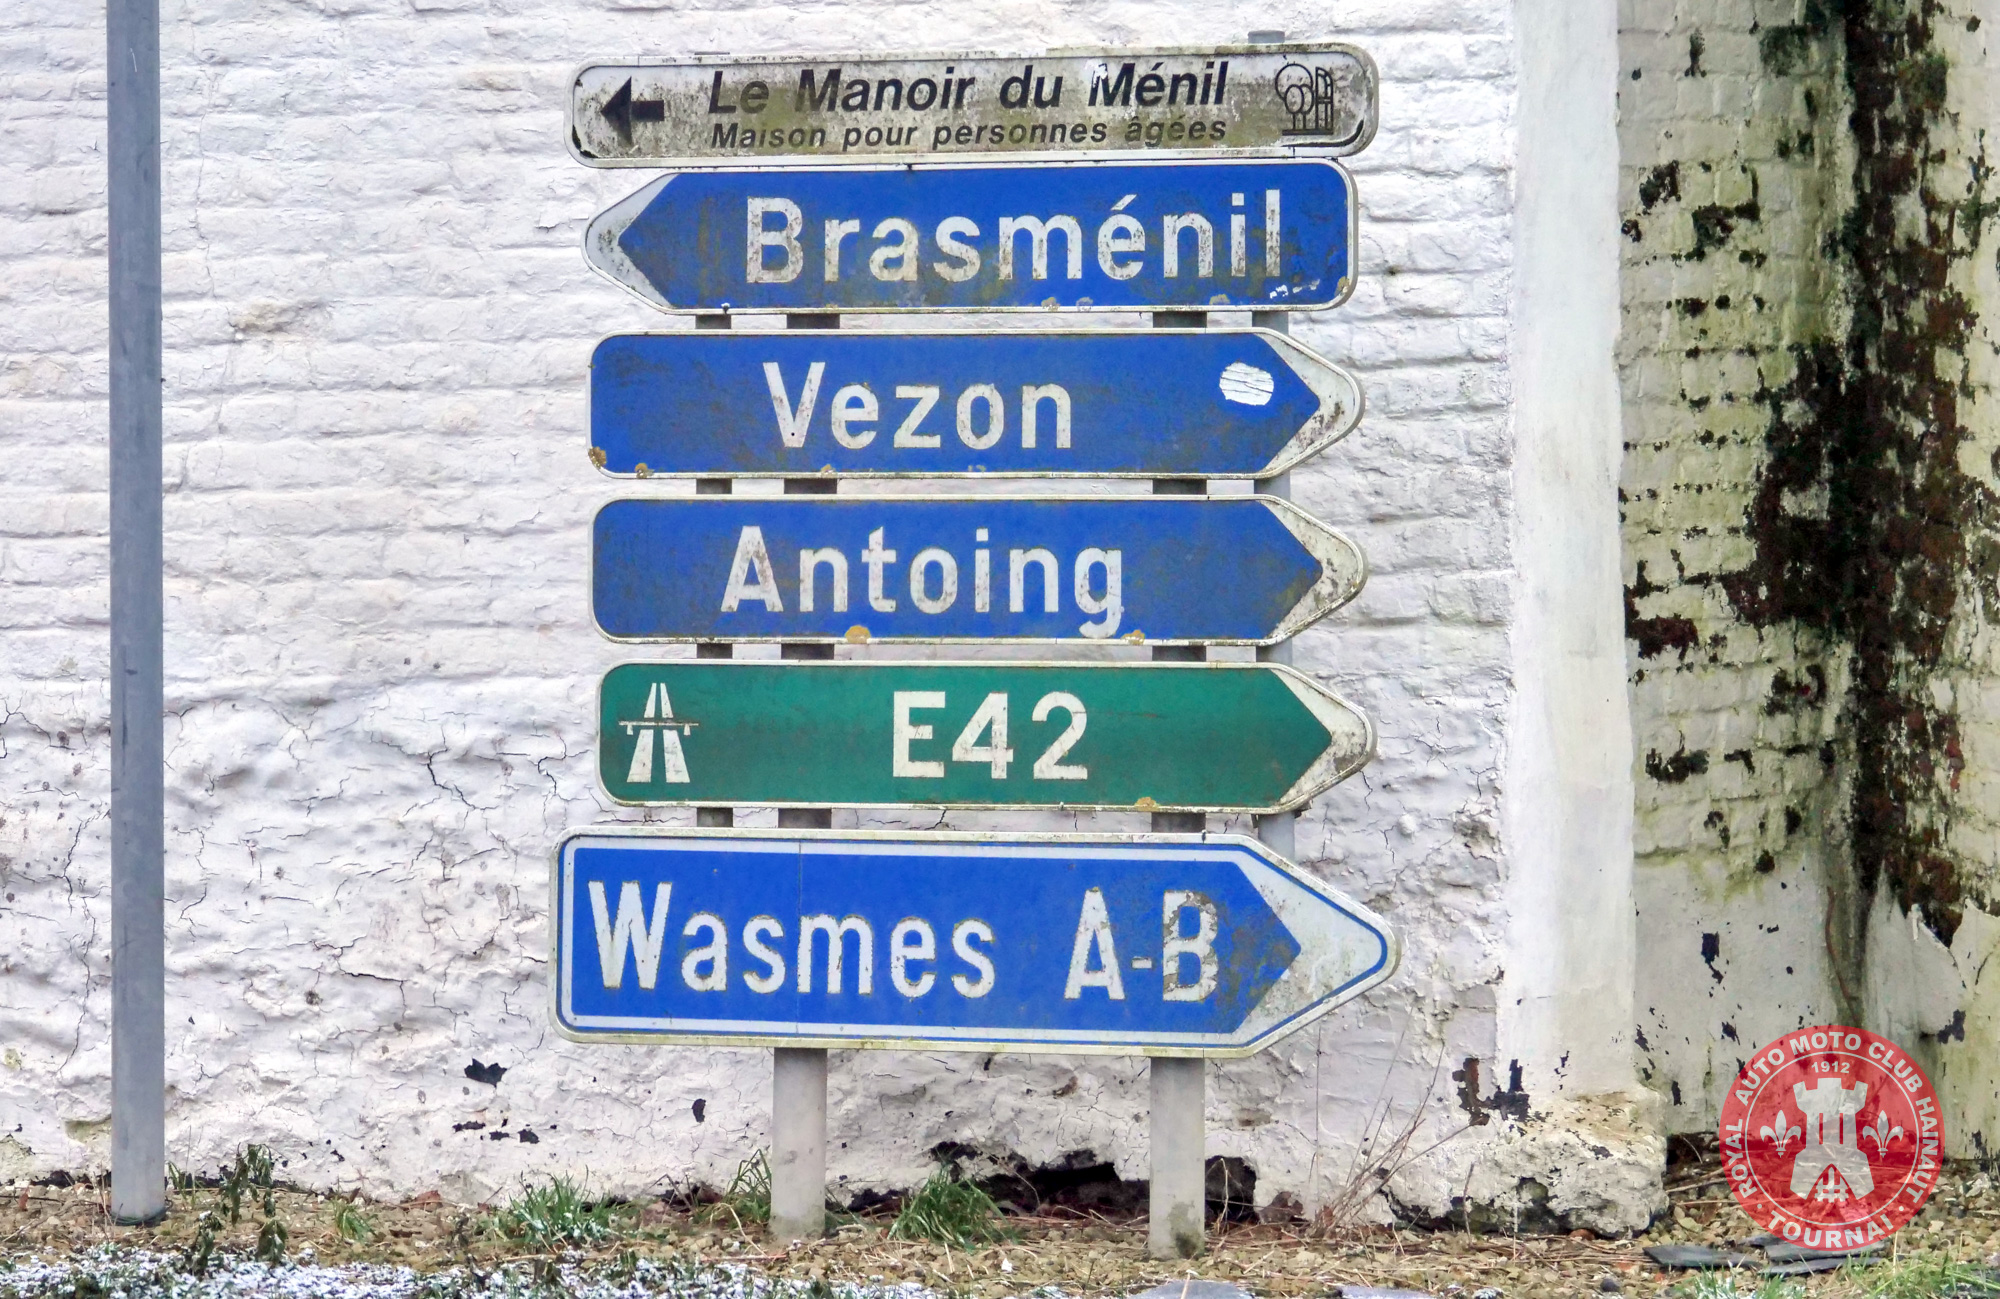 Le Manoir du Ménil
Maison pour personnes âgées
Brasménil
Vezon
Antoing
E42
Wasmes A-B
ROYAL AUTO MOTO CLUB HAINAUT
1912
TOURNAI